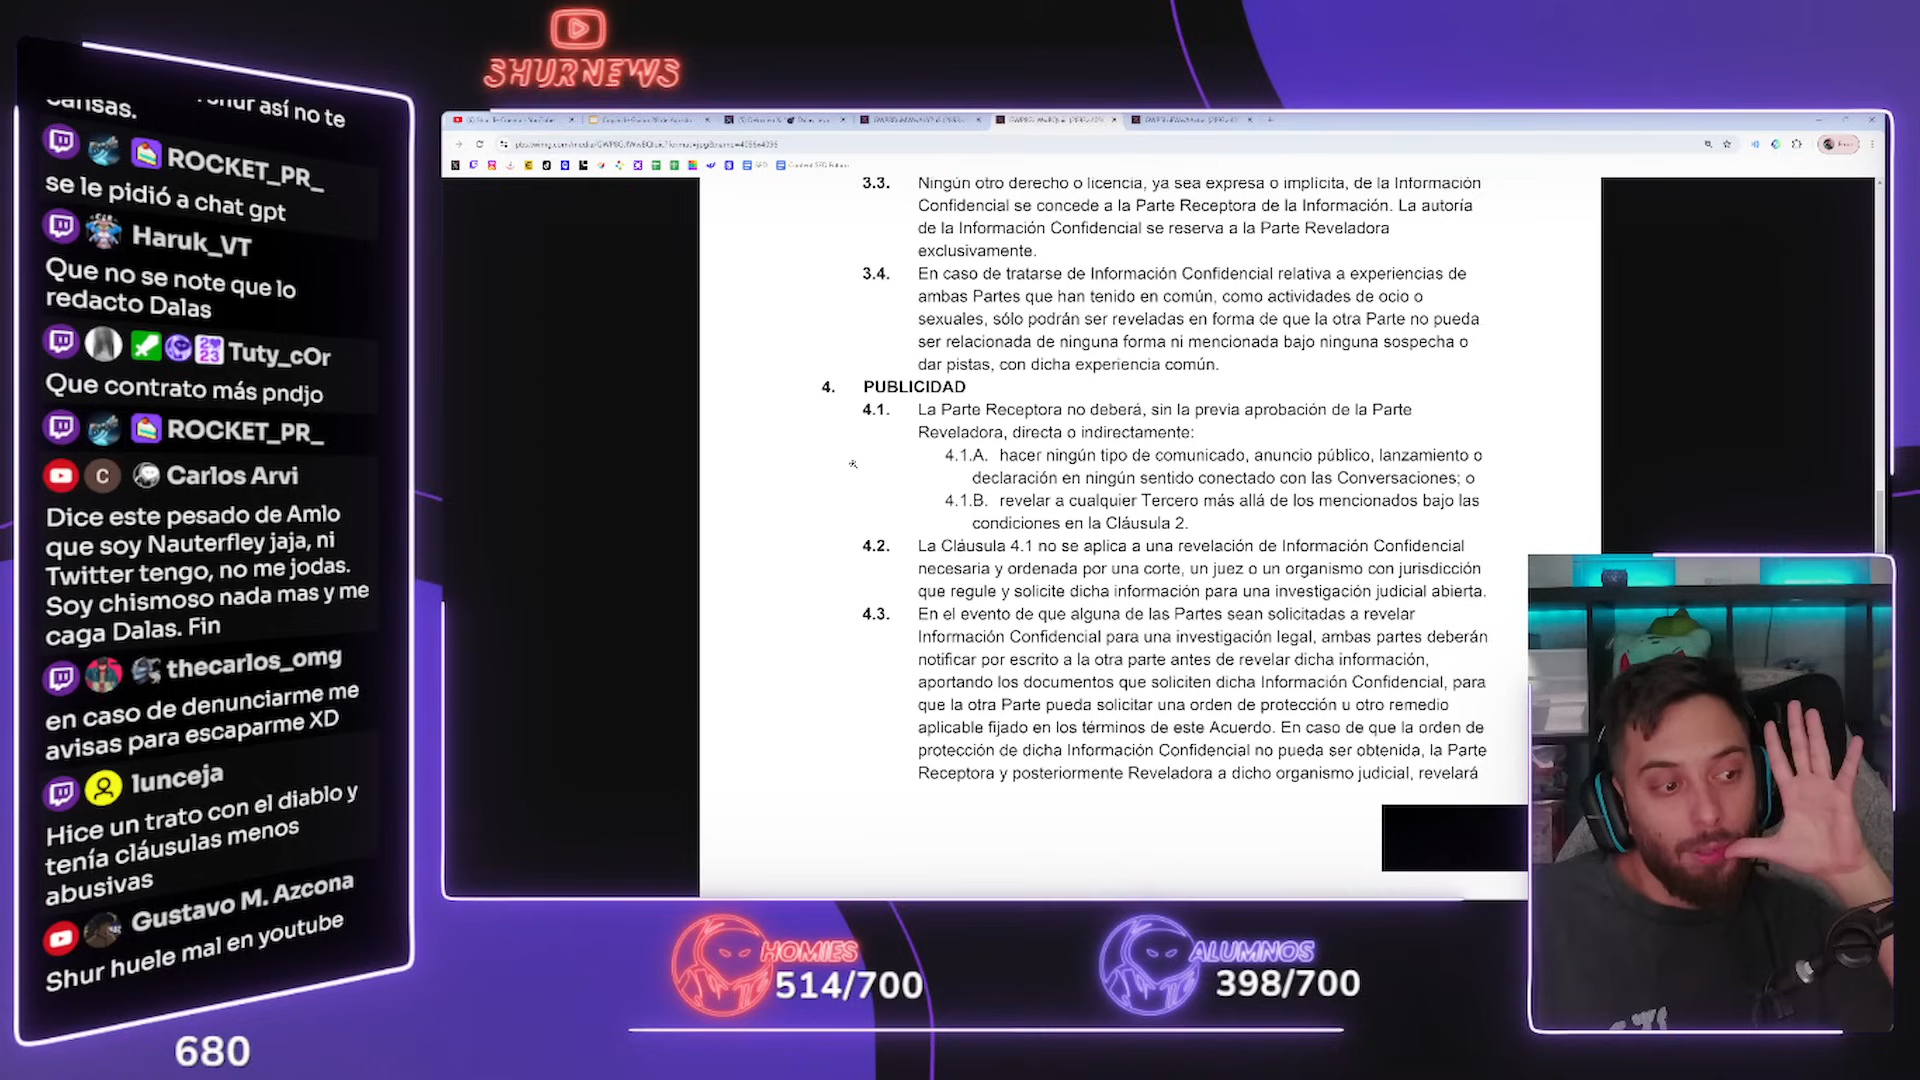 SHURNEWS
sansas.
shur así no te
ROCKET_PR_
se le pidió a chat gpt
Haruk_VT
Que no se note que lo
redacto Dalas
Tuty_cOr
Que contrato más pndjo
ROCKET_PR_
Carlos Arvi
Dice este pesado de Amlo
que soy Nauterfley jaja, ni
Twitter tengo, no me jodas.
Soy chismoso nada mas y me
caga Dalas. Fin
thecarlos_omg
en caso de denunciarme me
avisas para escaparme XD
lunceja
Hice un trato con el diablo y
tenía cláusulas menos
abusivas
Gustavo M. Azcona
Shur huele mal en youtube
680
3.3. Ningún otro derecho o licencia, ya sea expresa o implícita, de la Información
Confidencial se concede a la Parte Receptora de la Información. La autoría
de la Información Confidencial se reserva a la Parte Reveladora
exclusivamente.
3.4. En caso de tratarse de Información Confidencial relativa a experiencias de
ambas Partes que han tenido en común, como actividades de ocio o
sexuales, sólo podrán ser reveladas en forma de que la otra Parte no pueda
ser relacionada de ninguna forma ni mencionada bajo ninguna sospecha o
dar pistas, con dicha experiencia común.
4. PUBLICIDAD
4.1. La Parte Receptora no deberá, sin la previa aprobación de la Parte
Reveladora, directa o indirectamente:
4.1.A. hacer ningún tipo de comunicado, anuncio público, lanzamiento o
declaración en ningún sentido conectado con las Conversaciones; o
4.1.B. revelar a cualquier Tercero más allá de los mencionados bajo las
condiciones en la Cláusula 2.
4.2. La Cláusula 4.1 no se aplica a una revelación de Información Confidencial
necesaria y ordenada por una corte, un juez o un organismo con jurisdicción
que regule y solicite dicha información para una investigación judicial abierta.
4.3. En el evento de que alguna de las Partes sean solicitadas a revelar
Información Confidencial para una investigación legal, ambas partes deberán
notificar por escrito a la otra parte antes de revelar dicha información,
aportando los documentos que soliciten dicha Información Confidencial, para
que la otra Parte pueda solicitar una orden de protección u otro remedio
aplicable fijado en los términos de este Acuerdo. En caso de que la orden de
protección de dicha Información Confidencial no pueda ser obtenida, la Parte
Receptora y posteriormente Reveladora a dicho organismo judicial, revelará
HOMIES
514/700
ALUMNOS
398/700